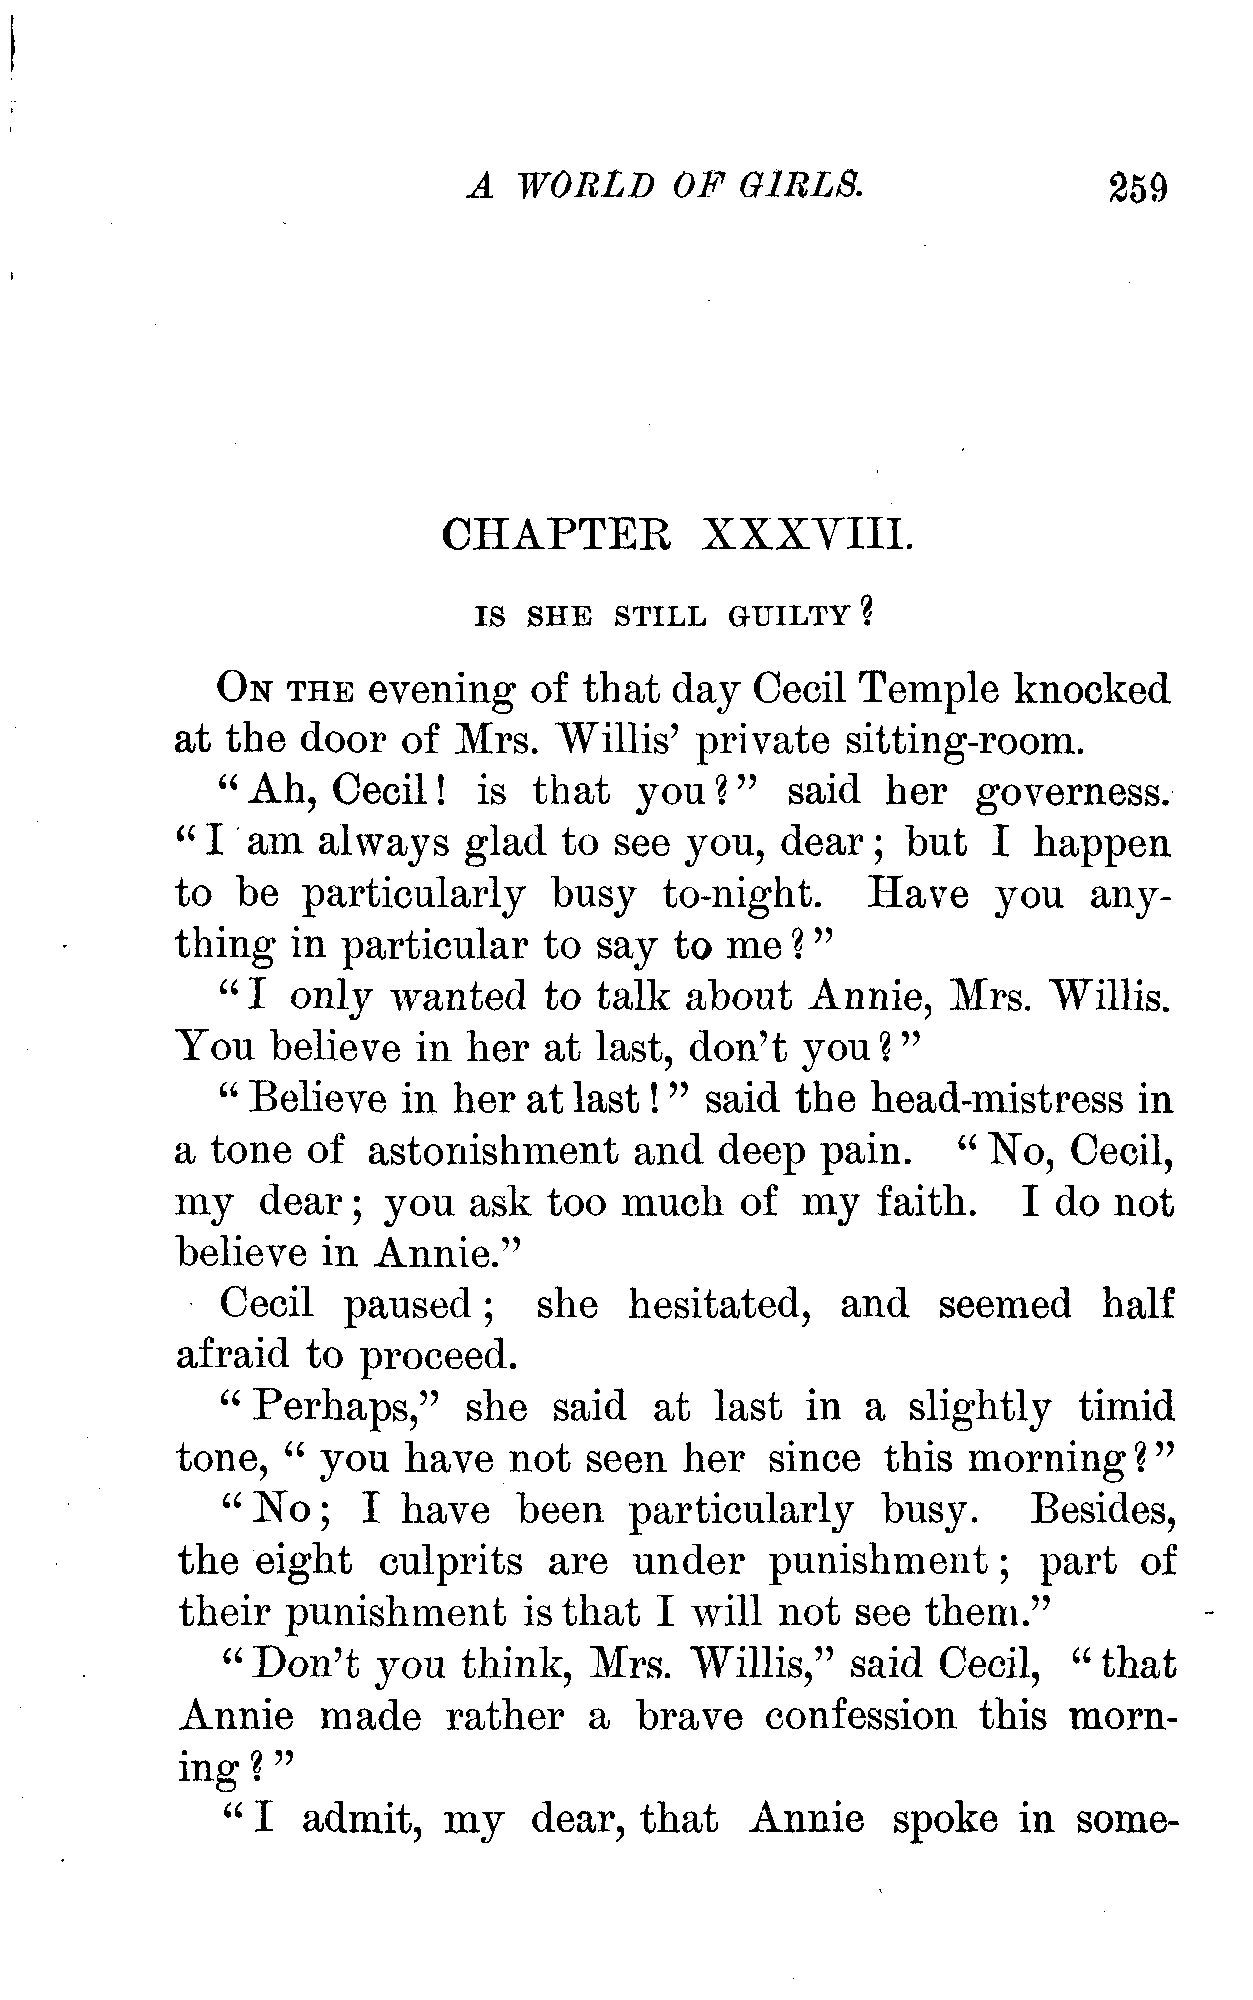 A WORLD OF GIRLS. 259
CHAPTER XXXVIII.
IS SHE STILL GUILTY?
ON THE evening of that day Cecil Temple knocked
at the door of Mrs. Willis' private sitting-room.
"Ah, Cecil! is that you?" said her governess.
"I am always glad to see you, dear; but I happen
to be particularly busy to-night. Have you any-
thing in particular to say to me?"
"I only wanted to talk about Annie, Mrs. Willis.
You believe in her at last, don't you?"
"Believe in her at last!" said the head-mistress in
a tone of astonishment and deep pain. "No, Cecil,
my dear; you ask too much of my faith. I do not
believe in Annie."
Cecil paused; she hesitated, and seemed half
afraid to proceed.
"Perhaps," she said at last in a slightly timid
tone, "you have not seen her since this morning?"
"No; I have been particularly busy. Besides,
the eight culprits are under punishment; part of
their punishment is that I will not see them."
"Don't you think, Mrs. Willis," said Cecil, "that
Annie made rather a brave confession this morn-
ing?"
"I admit, my dear, that Annie spoke in some-